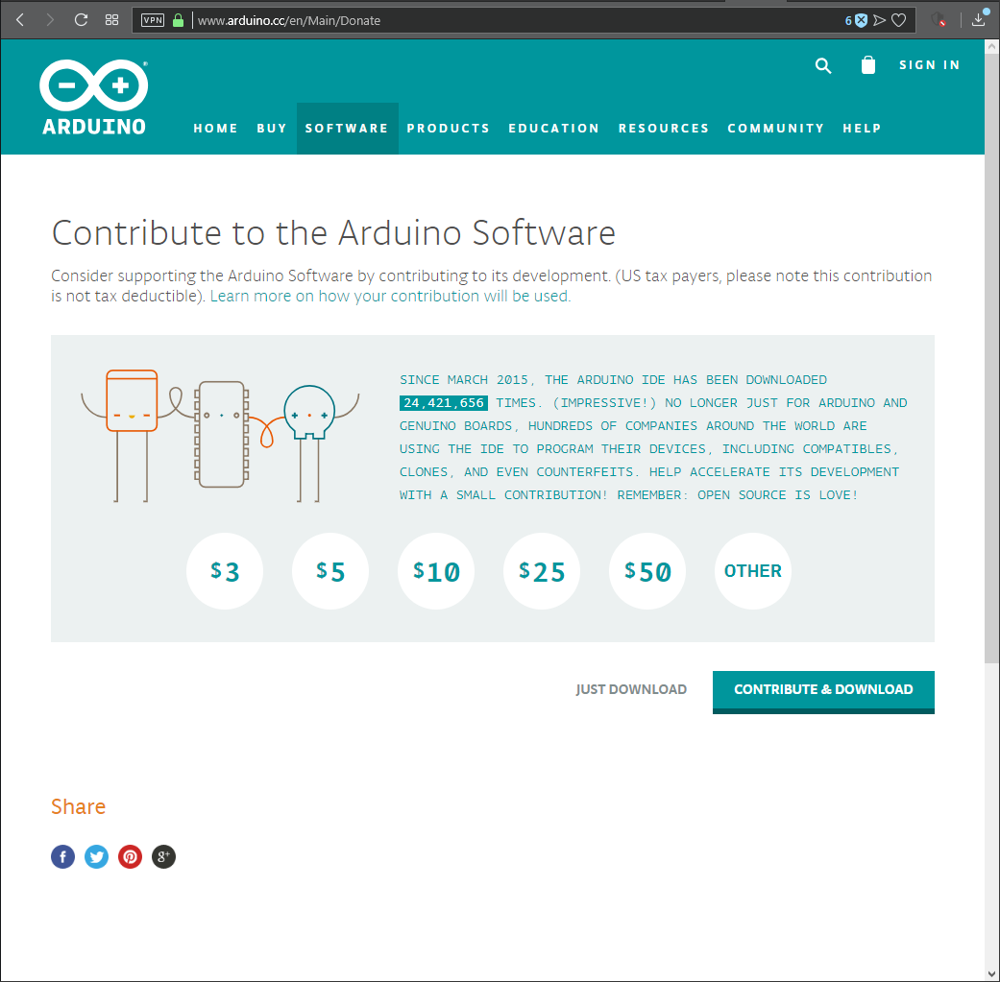 VPN
www.arduino.cc/en/Main/Donate
6
ARDUINO
SIGN IN
HOME BUY SOFTWARE PRODUCTS EDUCATION RESOURCES COMMUNITY HELP
Contribute to the Arduino Software
Consider supporting the Arduino Software by contributing to its development. (US tax payers, please note this contribution
is not tax deductible). Learn more on how your contribution will be used.
SINCE MARCH 2015, THE ARDUINO IDE HAS BEEN DOWNLOADED
24,421,656 TIMES. (IMPRESSIVE!) NO LONGER JUST FOR ARDUINO AND
GENUINO BOARDS, HUNDREDS OF COMPANIES AROUND THE WORLD ARE
USING THE IDE TO PROGRAM THEIR DEVICES, INCLUDING COMPATIBLES,
CLONES, AND EVEN COUNTERFEITS. HELP ACCELERATE ITS DEVELOPMENT
WITH A SMALL CONTRIBUTION! REMEMBER: OPEN SOURCE IS LOVE!
$3 $5 $10 $25 $50 OTHER
JUST DOWNLOAD CONTRIBUTE & DOWNLOAD
Share
f g+